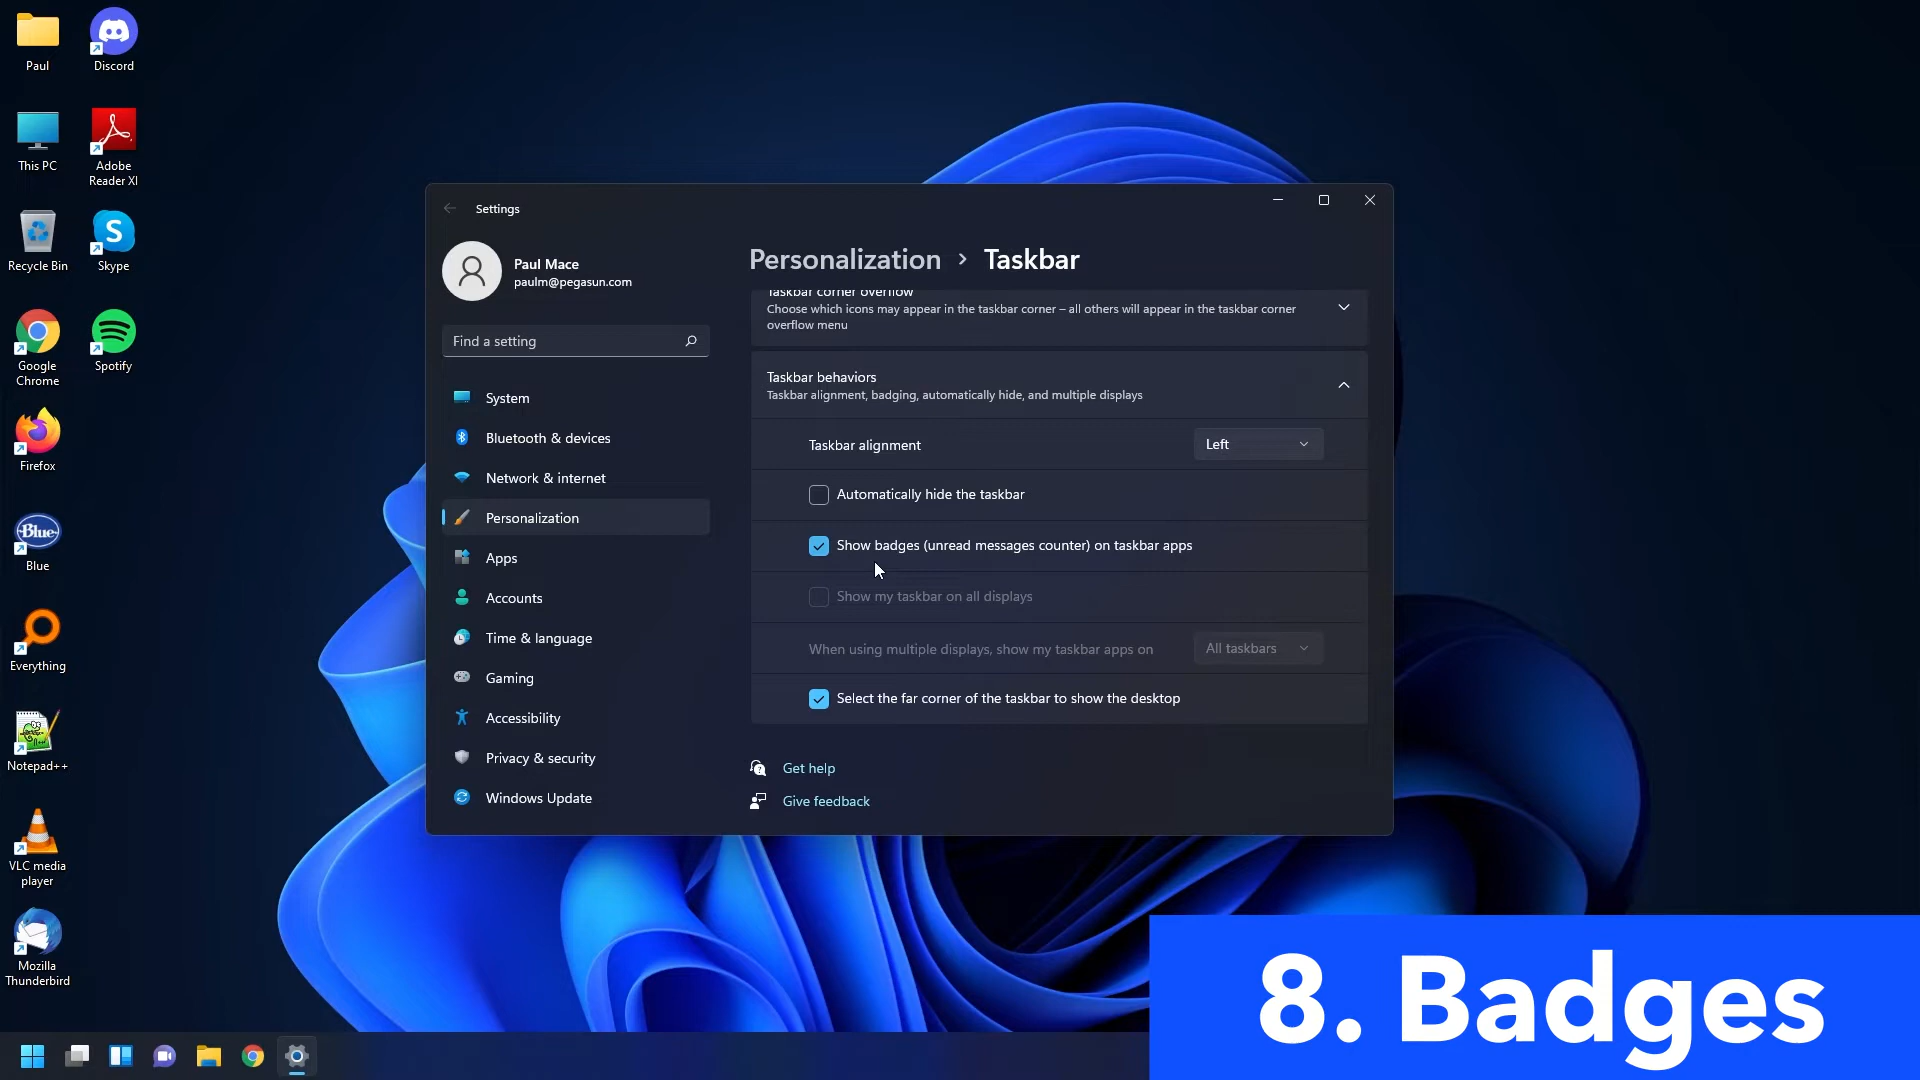 Paul
Discord
This PC
Adobe
Reader XI
Recycle Bin
Skype
Google
Chrome
Spotify
Firefox
Blue
Blue
Everything
Notepad++
VLC media
player
Mozilla
Thunderbird
Settings
Paul Mace
paulm@pegasun.com
Find a setting
System
Bluetooth & devices
Network & internet
Personalization
Apps
Accounts
Time & language
Gaming
Accessibility
Privacy & security
Windows Update
Personalization > Taskbar
Taskbar corner overflow
Choose which icons may appear in the taskbar corner – all others will appear in the taskbar corner
overflow menu
Taskbar behaviors
Taskbar alignment, badging, automatically hide, and multiple displays
Taskbar alignment Left
Automatically hide the taskbar
Show badges (unread messages counter) on taskbar apps
Show my taskbar on all displays
When using multiple displays, show my taskbar apps on All taskbars
Select the far corner of the taskbar to show the desktop
Get help
Give feedback
8. Badges